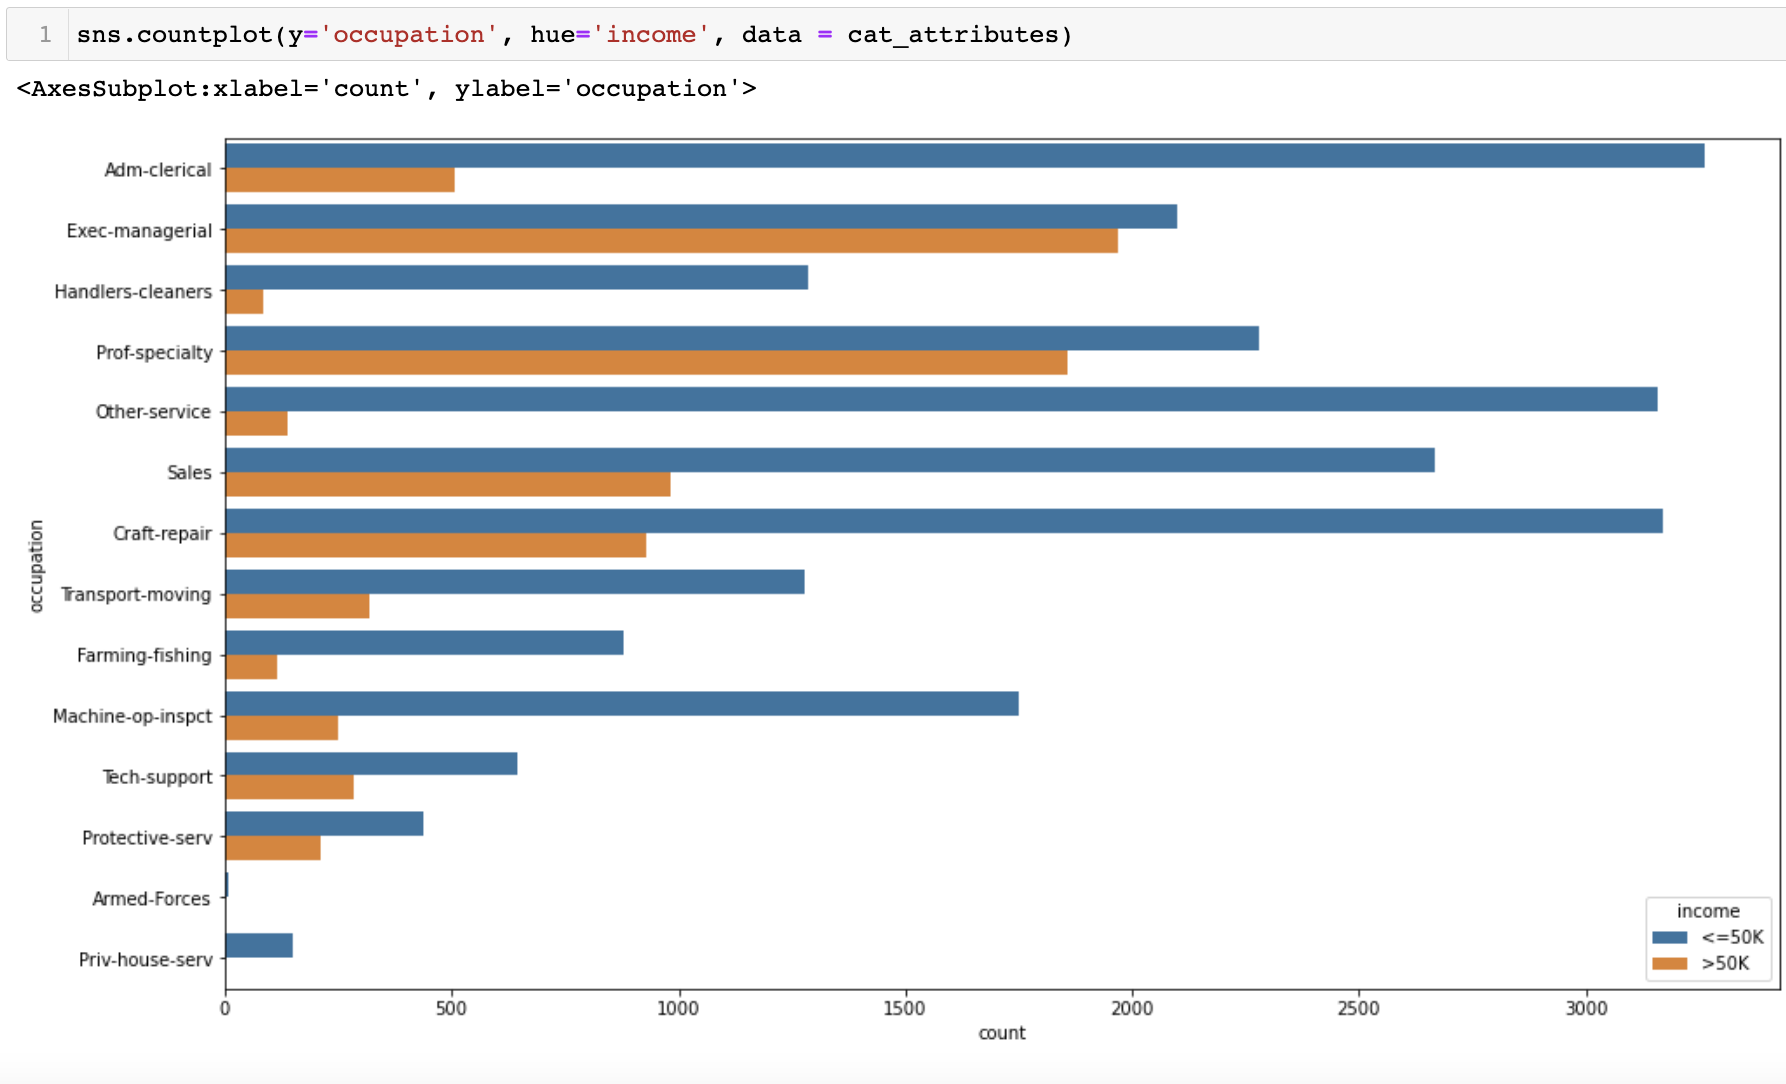 1 sns.countplot(y='occupation', hue='income', data = cat_attributes)
<AxesSubplot:xlabel='count', ylabel='occupation'>
Adm-clerical
Exec-managerial
Handlers-cleaners
Prof-specialty
Other-service
Sales
Craft-repair
Transport-moving
Farming-fishing
Machine-op-inspct
Tech-support
Protective-serv
Armed-Forces
Priv-house-serv
occupation
income
<=50K
>50K
0 500 1000 1500 2000 2500 3000
count